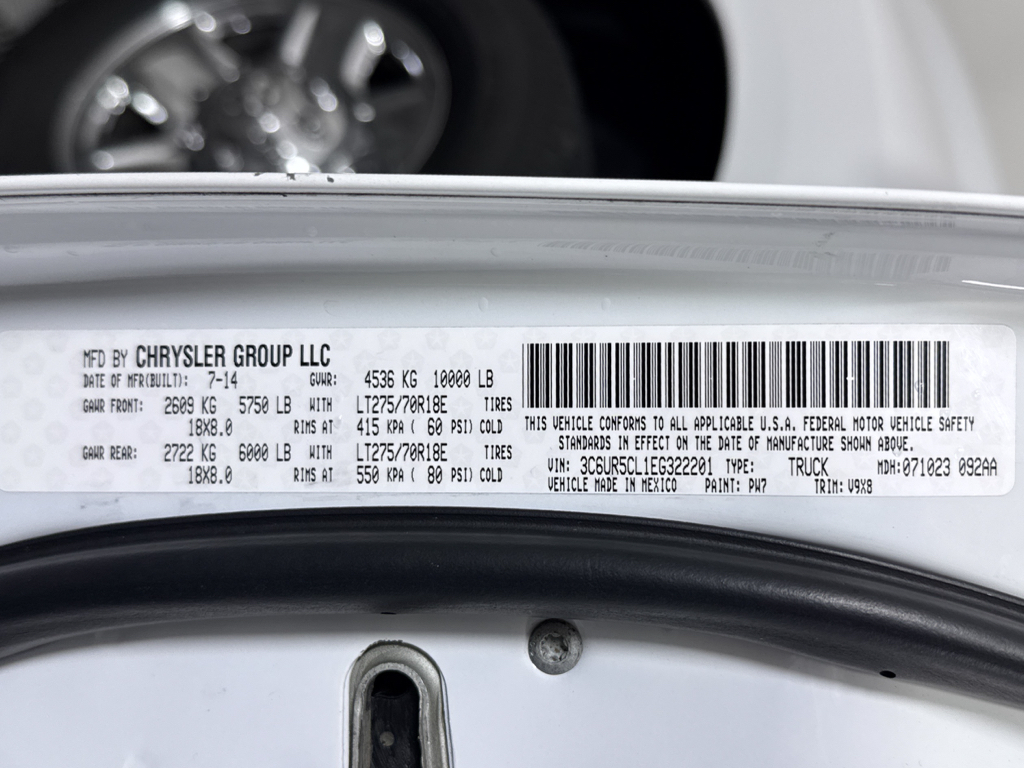 MFD BY CHRYSLER GROUP LLC
DATE OF MFR(BUILT): 7-14 GVWR: 4536 KG 10000 LB
GAWR FRONT: 2609 KG 5750 LB WITH LT275/70R18E TIRES
18X8.0 RIMS AT 415 KPA ( 60 PSI) COLD
GAWR REAR: 2722 KG 6000 LB WITH LT275/70R18E TIRES
18X8.0 RIMS AT 550 KPA ( 80 PSI) COLD
THIS VEHICLE CONFORMS TO ALL APPLICABLE U.S.A. FEDERAL MOTOR VEHICLE SAFETY
STANDARDS IN EFFECT ON THE DATE OF MANUFACTURE SHOWN ABOVE.
VIN: 3C6UR5CL1EG322201 TYPE: TRUCK MDH:071023 092AA
VEHICLE MADE IN MEXICO PAINT: PW7 TRIM: V9X8